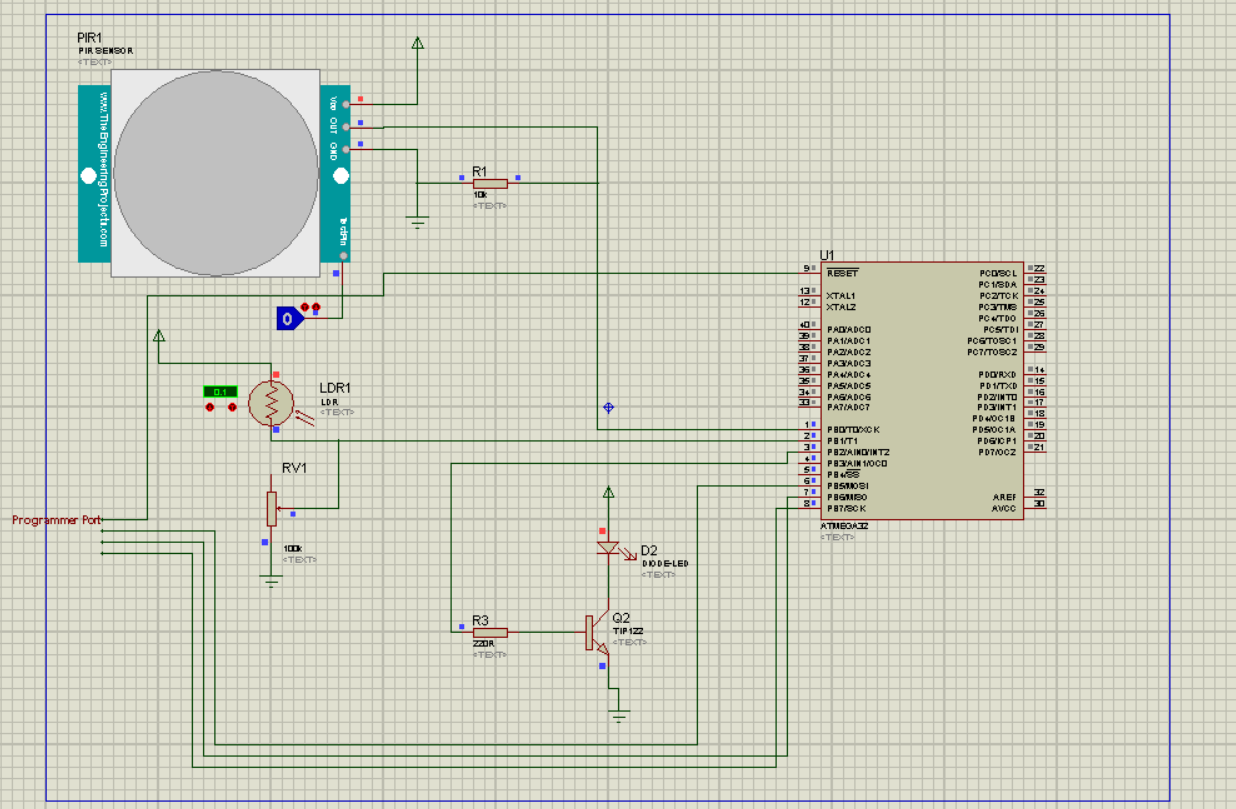 PIR1
PIR SENSOR
<TEXT>
www.TheEngineeringProjects.com
Vcc
OUT
GND
TestPin
R1
10k
<TEXT>
0
LDR1
LDR
<TEXT>
0.1
RV1
100k
<TEXT>
Programmer Port
D2
DIODE-LED
<TEXT>
R3
220R
<TEXT>
Q2
TIP122
<TEXT>
U1
9 RESET
13 XTAL1
12 XTAL2
40 PA0/ADC0
39 PA1/ADC1
38 PA2/ADC2
37 PA3/ADC3
36 PA4/ADC4
35 PA5/ADC5
34 PA6/ADC6
33 PA7/ADC7
1 PB0/T0/XCK
2 PB1/T1
3 PB2/AIN0/INT2
4 PB3/AIN1/OC0
5 PB4/SS
6 PB5/MOSI
7 PB6/MISO
8 PB7/SCK
PC0/SCL 22
PC1/SDA 23
PC2/TCK 24
PC3/TMS 25
PC4/TDO 26
PC5/TDI 27
PC6/TOSC1 28
PC7/TOSC2 29
PD0/RXD 14
PD1/TXD 15
PD2/INT0 16
PD3/INT1 17
PD4/OC1B 18
PD5/OC1A 19
PD6/ICP1 20
PD7/OC2 21
AREF 32
AVCC 30
ATMEGA32
<TEXT>